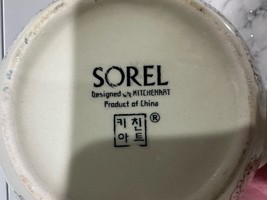 SOREL
Designed by KITCHENART
Product of China
키친 ®
아트